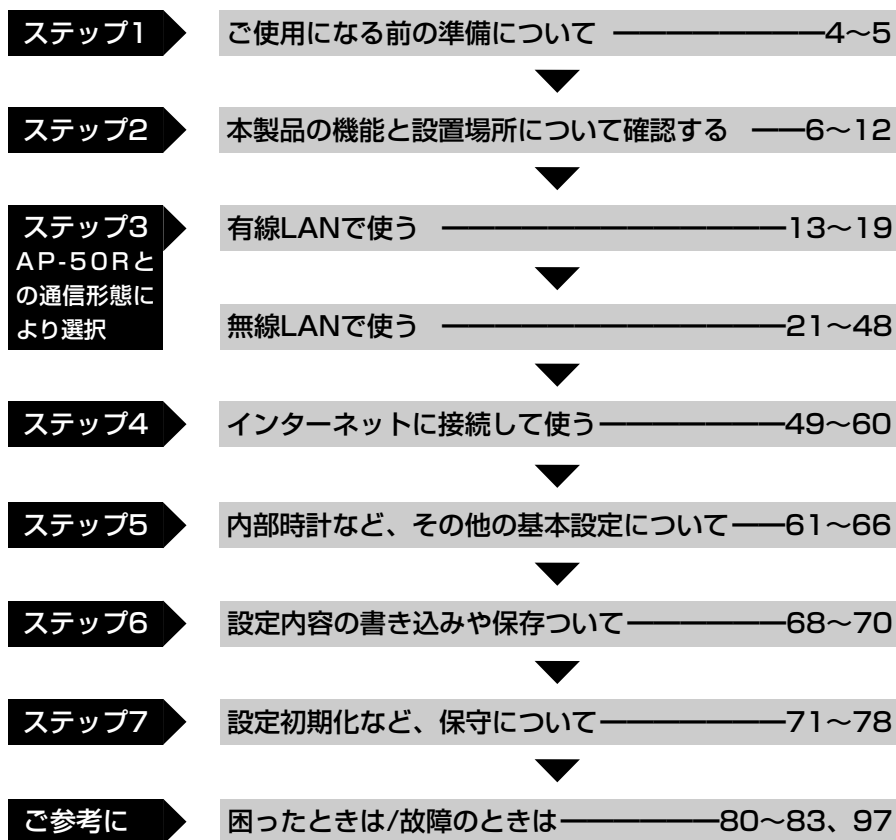 ステップ1 ご使用になる前の準備について 4～5
ステップ2 本製品の機能と設置場所について確認する 6～12
ステップ3
AP-50Rと
の通信形態に
より選択
有線LANで使う 13～19
無線LANで使う 21～48
ステップ4 インターネットに接続して使う 49～60
ステップ5 内部時計など、その他の基本設定について 61～66
ステップ6 設定内容の書き込みや保存ついて 68～70
ステップ7 設定初期化など、保守について 71～78
ご参考に 困ったときは/故障のときは 80～83、97